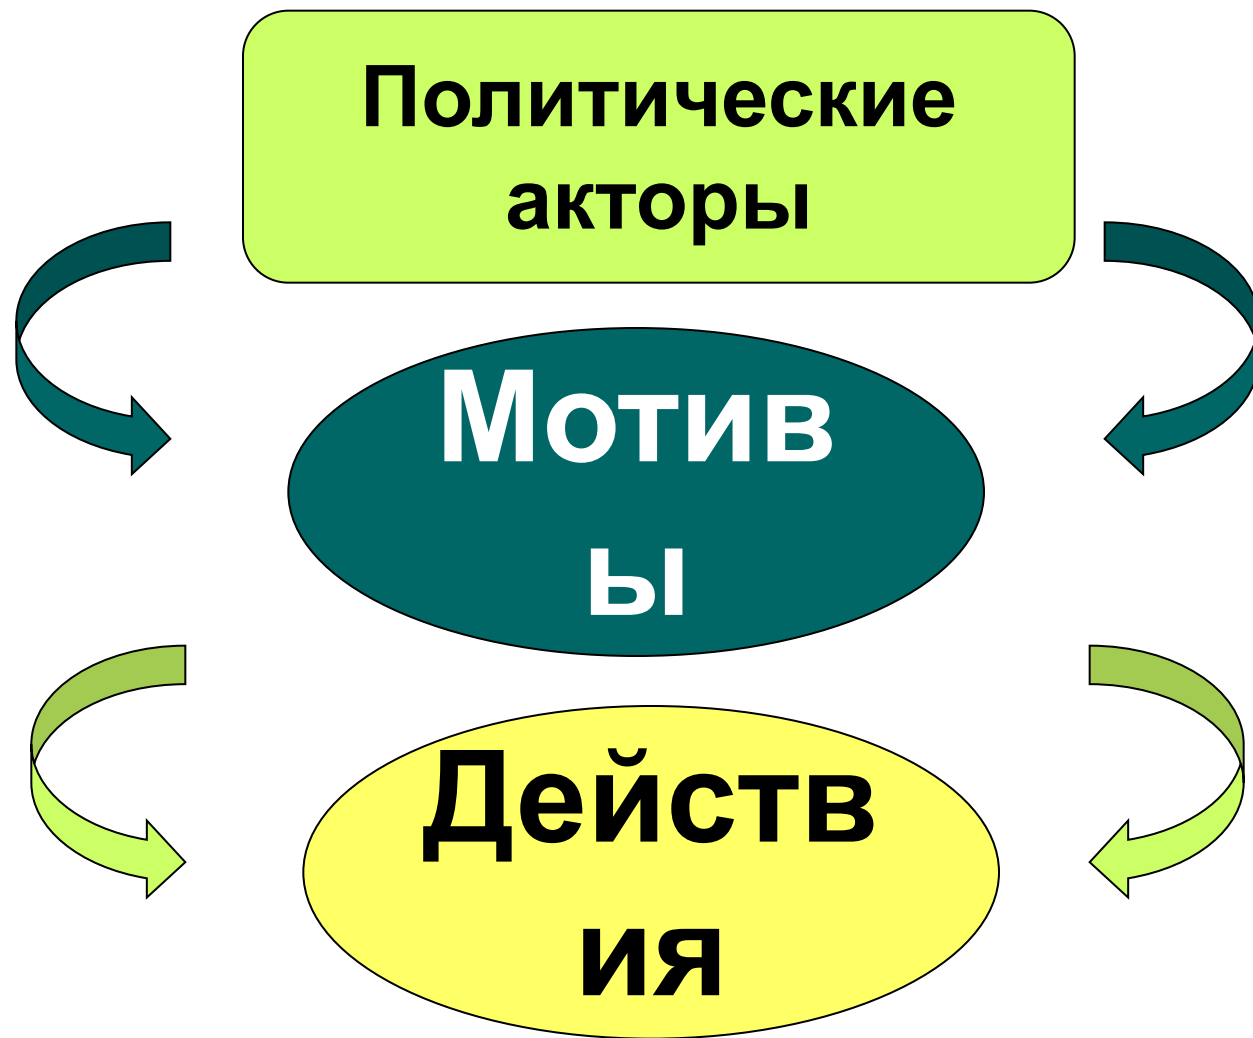 Политические
акторы
Мотив
ы
Действ
ия